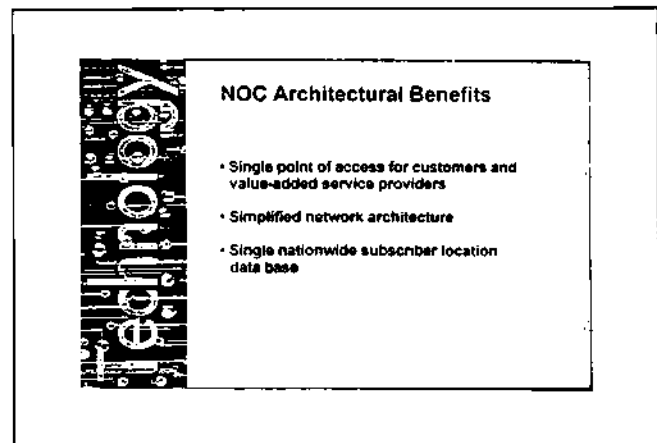 Technology
NOC Architectural Benefits
• Single point of access for customers and
value-added service providers
• Simplified network architecture
• Single nationwide subscriber location
data base